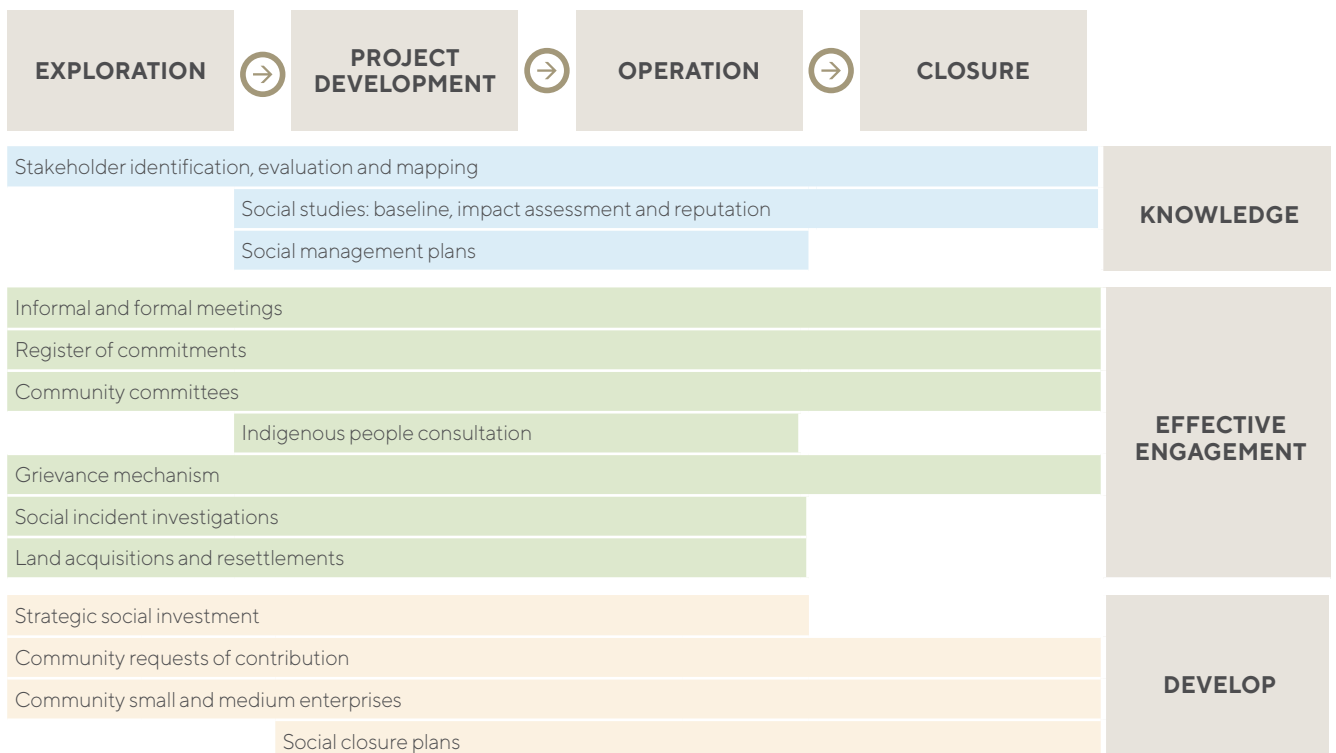 EXPLORATION
PROJECT
DEVELOPMENT
OPERATION
CLOSURE
Stakeholder identification, evaluation and mapping
Social studies: baseline, impact assessment and reputation
Social management plans
KNOWLEDGE
Informal and formal meetings
Register of commitments
Community committees
Indigenous people consultation
Grievance mechanism
Social incident investigations
Land acquisitions and resettlements
EFFECTIVE
ENGAGEMENT
Strategic social investment
Community requests of contribution
Community small and medium enterprises
Social closure plans
DEVELOP